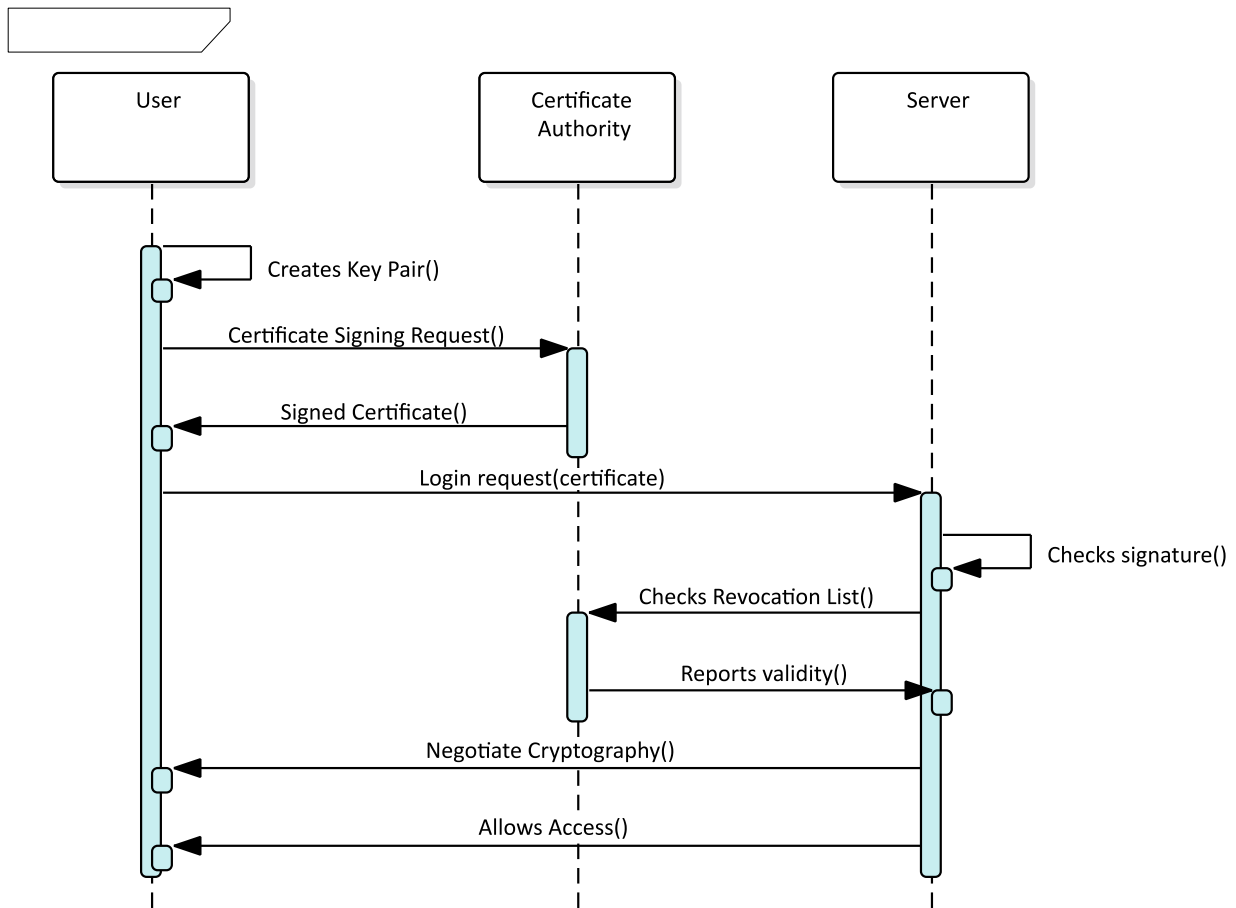 User
Certificate
Authority
Server
Creates Key Pair()
Certificate Signing Request()
Signed Certificate()
Login request(certificate)
Checks signature()
Checks Revocation List()
Reports validity()
Negotiate Cryptography()
Allows Access()